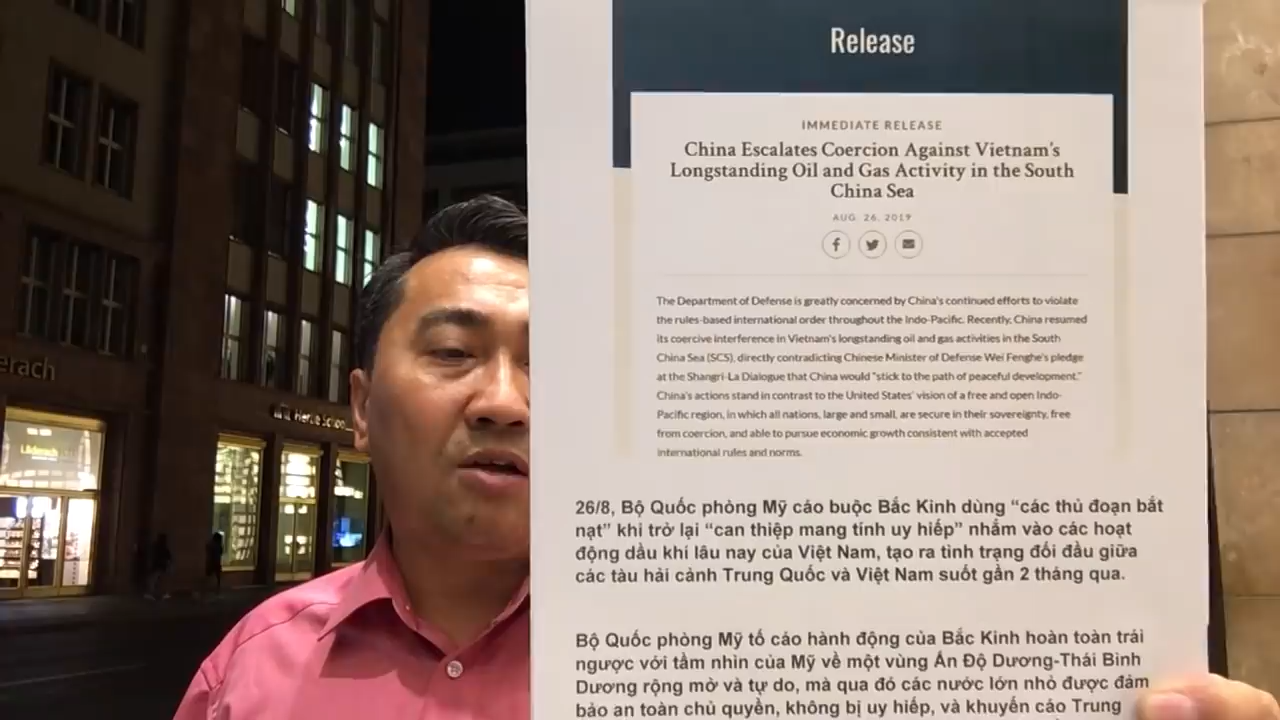 Release
IMMEDIATE RELEASE
China Escalates Coercion Against Vietnam's
Longstanding Oil and Gas Activity in the South
China Sea
AUG. 26, 2019
The Department of Defense is greatly concerned by China's continued efforts to violate
the rules-based international order throughout the Indo-Pacific. Recently, China resumed
its coercive interference in Vietnam's longstanding oil and gas activities in the South
China Sea (SCS), directly contradicting Chinese Minister of Defense Wei Fenghe's pledge
at the Shangri-La Dialogue that China would "stick to the path of peaceful development."
China's actions stand in contrast to the United States' vision of a free and open Indo-
Pacific region, in which all nations, large and small, are secure in their sovereignty, free
from coercion, and able to pursue economic growth consistent with accepted
international rules and norms.
26/8, Bộ Quốc phòng Mỹ cáo buộc Bắc Kinh dùng “các thủ đoạn bắt
nạt” khi trở lại “can thiệp mang tính uy hiếp” nhằm vào các hoạt
động dầu khí lâu nay của Việt Nam, tạo ra tình trạng đối đầu giữa
các tàu hải cảnh Trung Quốc và Việt Nam suốt gần 2 tháng qua.
Bộ Quốc phòng Mỹ tố cáo hành động của Bắc Kinh hoàn toàn trái
ngược với tầm nhìn của Mỹ về một vùng Ấn Độ Dương-Thái Bình
Dương rộng mở và tự do, mà qua đó các nước lớn nhỏ được đảm
bảo an toàn chủ quyền, không bị uy hiếp, và khuyến cáo Trung
erach
Läderach